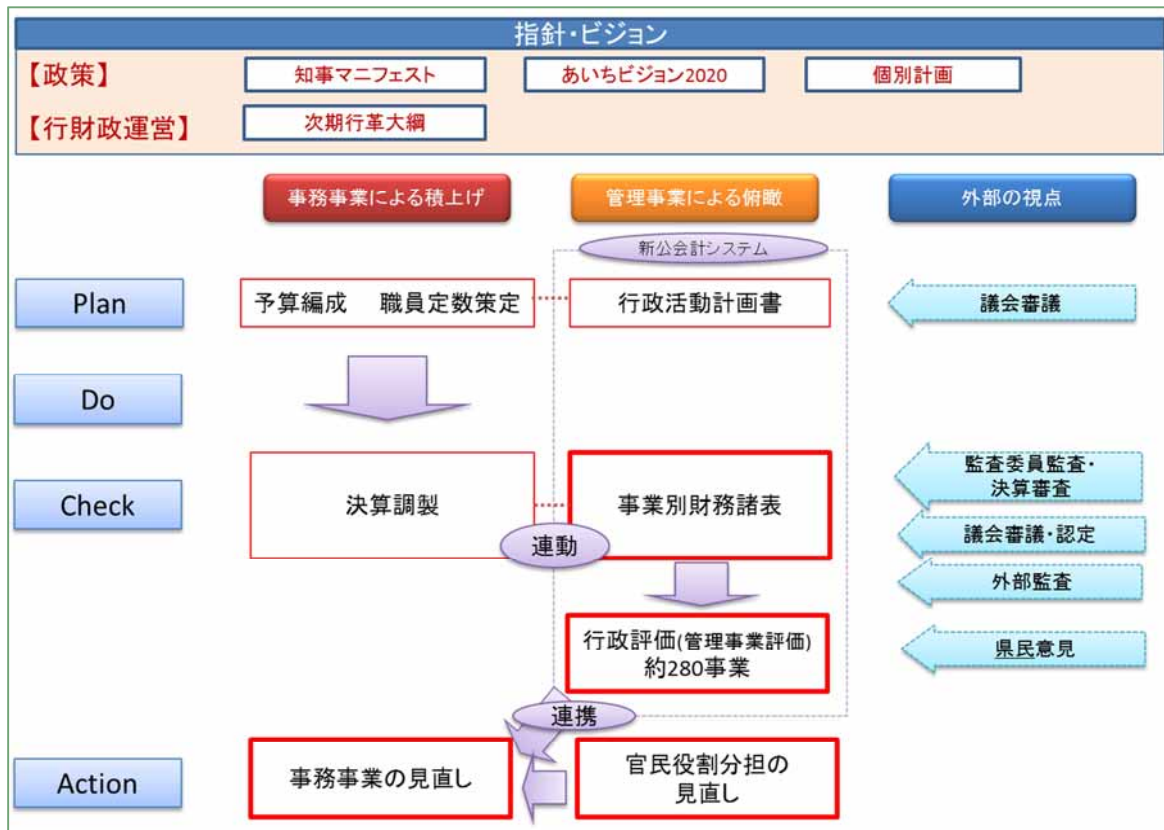 指針・ビジョン
【政策】
知事マニフェスト
あいちビジョン2020
個別計画
【行財政運営】
次期行革大綱
事務事業による積上げ
管理事業による俯瞰
外部の視点
新公会計システム
Plan
予算編成　職員定数策定
行政活動計画書
議会審議
Do
Check
決算調製
事業別財務諸表
監査委員監査・
決算審査
連動
議会審議・認定
外部監査
行政評価(管理事業評価)
約280事業
県民意見
連携
Action
事務事業の見直し
官民役割分担の
見直し